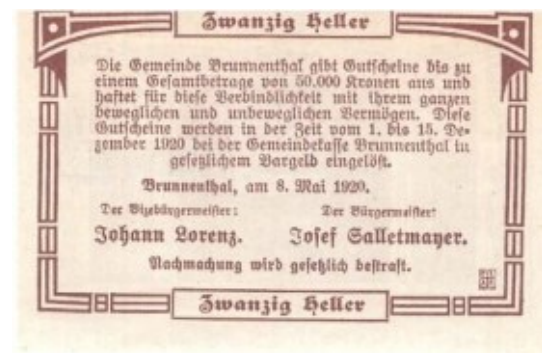 Zwanzig Heller
Die Gemeinde Brunnenthal gibt Gutscheine bis zu
einem Gesamtbetrage von 50.000 Kronen aus und
haftet für diese Verbindlichkeit mit ihrem ganzen
beweglichen und unbeweglichen Vermögen. Diese
Gutscheine werden in der Zeit vom 1. bis 15. De-
zember 1920 bei der Gemeindekasse Brunnenthal in
gesetzlichem Bargeld eingelöst.
Brunnenthal, am 8. Mai 1920.
Der Vizebürgermeister: Der Bürgermeister:
Johann Lorenz. Josef Salletmayer.
Nachmachung wird gesetzlich bestraft.
Zwanzig Heller